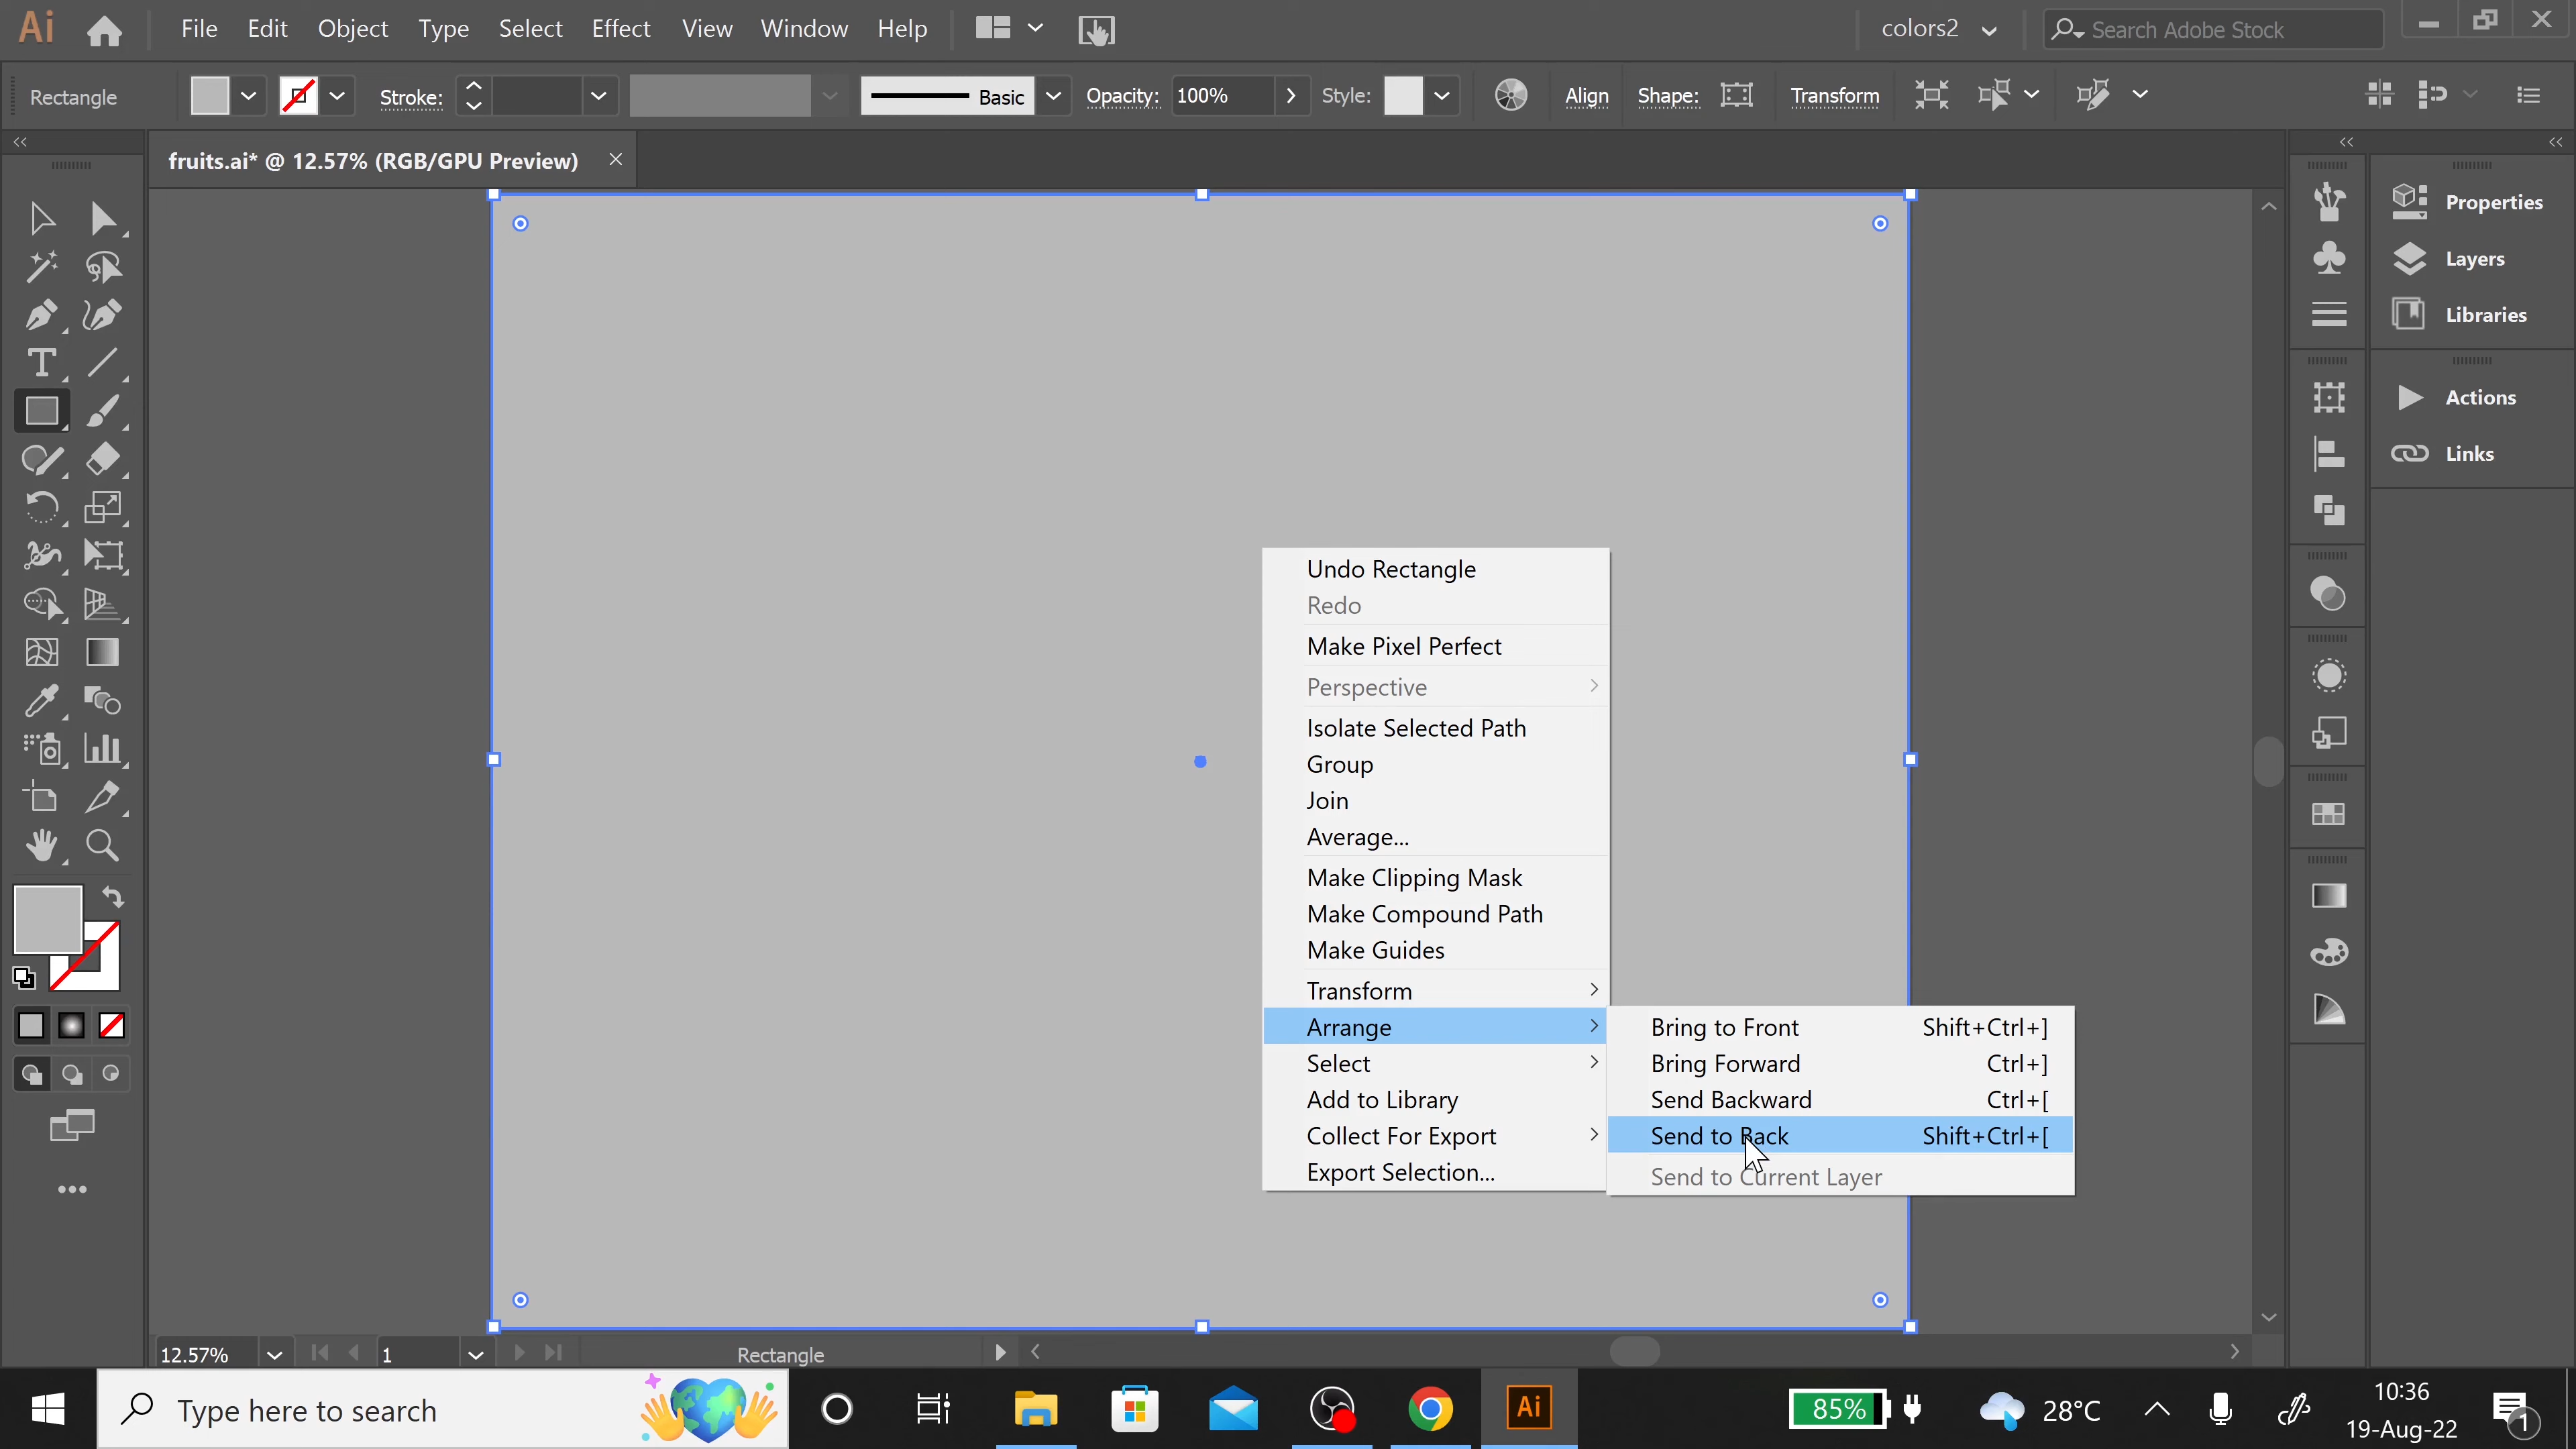 Ai File Edit Object Type Select Effect View Window Help colors2 Search Adobe Stock
Rectangle Stroke: Basic Opacity: 100% Style: Align Shape: Transform
fruits.ai* @ 12.57% (RGB/GPU Preview)
Properties
Layers
Libraries
Actions
Links
Undo Rectangle
Redo
Make Pixel Perfect
Perspective
Isolate Selected Path
Group
Join
Average...
Make Clipping Mask
Make Compound Path
Make Guides
Transform
Arrange
Select
Add to Library
Collect For Export
Export Selection...
Bring to Front Shift+Ctrl+]
Bring Forward Ctrl+]
Send Backward Ctrl+[
Send to Back Shift+Ctrl+[
Send to Current Layer
12.57% 1 Rectangle
Type here to search Ai 85% 28°C 10:36
19-Aug-22 1